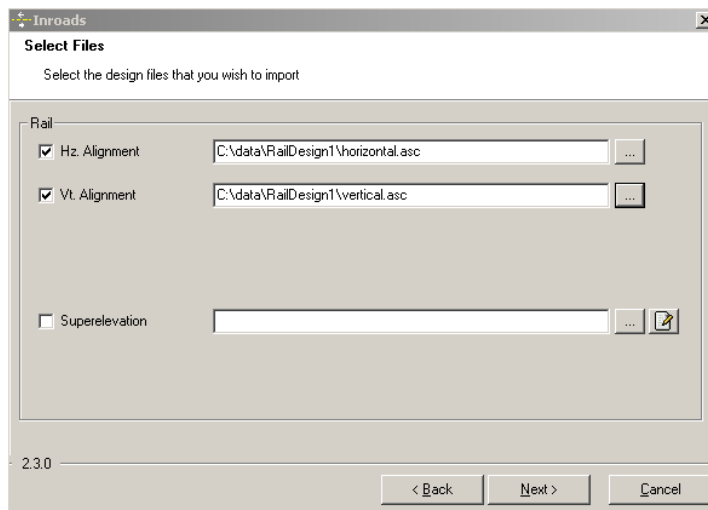 Inroads
Select Files
Select the design files that you wish to import
Rail
Hz. Alignment C:\data\RailDesign1\horizontal.asc ...
Vt. Alignment C:\data\RailDesign1\vertical.asc ...
Superelevation ...
2.3.0
< Back Next > Cancel